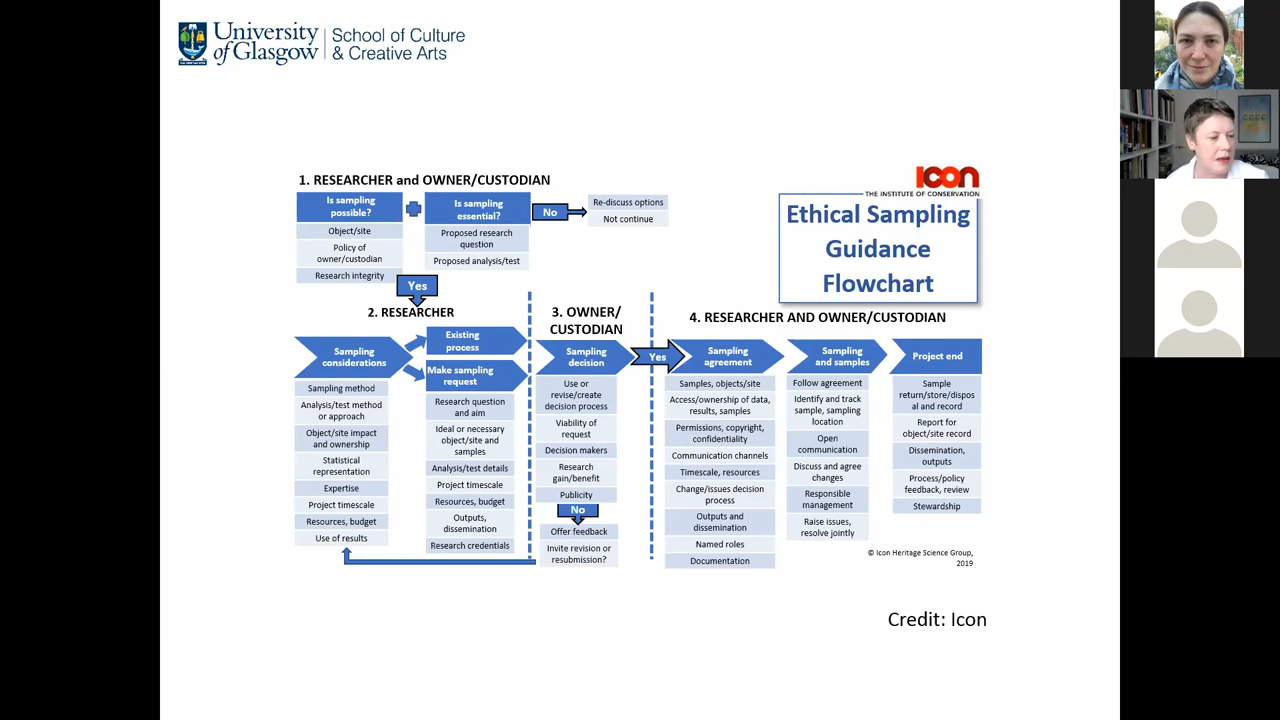 University
of Glasgow
School of Culture
& Creative Arts
1. RESEARCHER and OWNER/CUSTODIAN
Is sampling
possible?
Object/site
Policy of
owner/custodian
Research integrity
Is sampling
essential?
Proposed research
question
Proposed analysis/test
No
Re-discuss options
Not continue
Yes
icon
THE INSTITUTE OF CONSERVATION
Ethical Sampling
Guidance
Flowchart
2. RESEARCHER
Sampling
considerations
Sampling method
Analysis/test method
or approach
Object/site impact
and ownership
Statistical
representation
Expertise
Project timescale
Resources, budget
Use of results
Existing
process
Make sampling
request
Research question
and aim
Ideal or necessary
object/site and
samples
Analysis/test details
Project timescale
Resources, budget
Outputs,
dissemination
Research credentials
3. OWNER/
CUSTODIAN
Sampling
decision
Use or
revise/create
decision process
Viability of
request
Decision makers
Research
gain/benefit
Publicity
No
Offer feedback
Invite revision or
resubmission?
Yes
4. RESEARCHER AND OWNER/CUSTODIAN
Sampling
agreement
Samples, objects/site
Access/ownership of data,
results, samples
Permissions, copyright,
confidentiality
Communication channels
Timescale, resources
Change/issues decision
process
Outputs and
dissemination
Named roles
Documentation
Sampling
and samples
Follow agreement
Identify and track
sample, sampling
location
Open
communication
Discuss and agree
changes
Responsible
management
Raise issues,
resolve jointly
Project end
Sample
return/store/dispos
al and record
Report for
object/site record
Dissemination,
outputs
Process/policy
feedback, review
Stewardship
© Icon Heritage Science Group,
2019
Credit: Icon